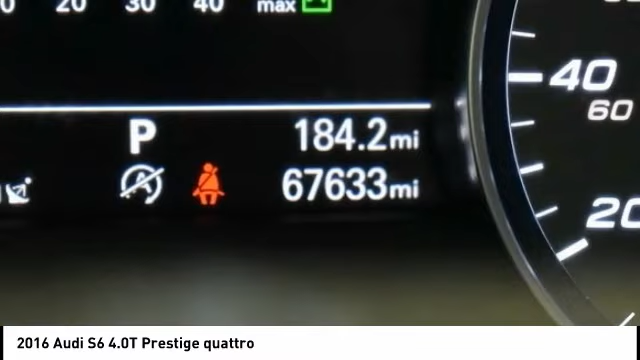 20 30 40 max
40
60
P 184.2mi
67633mi
20
2016 Audi S6 4.0T Prestige quattro